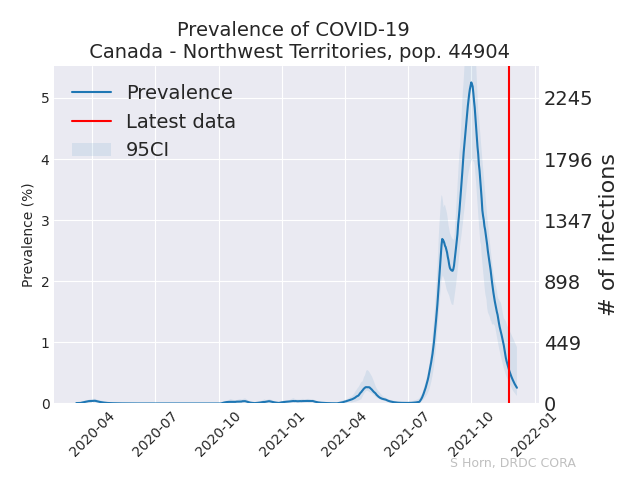 Prevalence of COVID-19
Canada - Northwest Territories, pop. 44904
Prevalence
Latest data
95CI
Prevalence (%)
5
4
3
2
1
0
2245
1796
1347
898
449
0
# of infections
2020-04
2020-07
2020-10
2021-01
2021-04
2021-07
2021-10
2022-01
S Horn, DRDC CORA